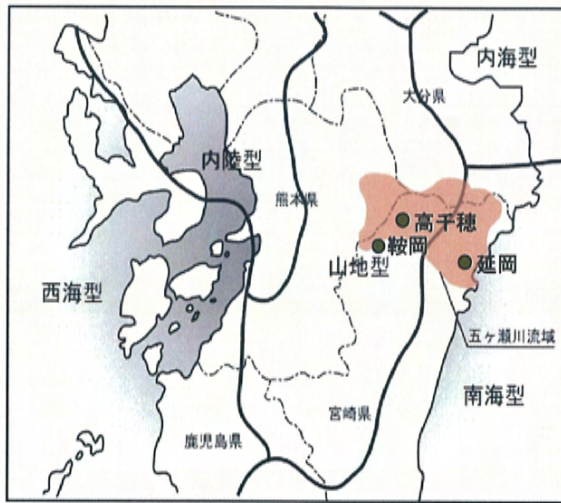 内海型
大分県
内陸型
熊本県
高千穂
鞍岡
山地型
延岡
西海型
五ヶ瀬川流域
南海型
宮崎県
鹿児島県